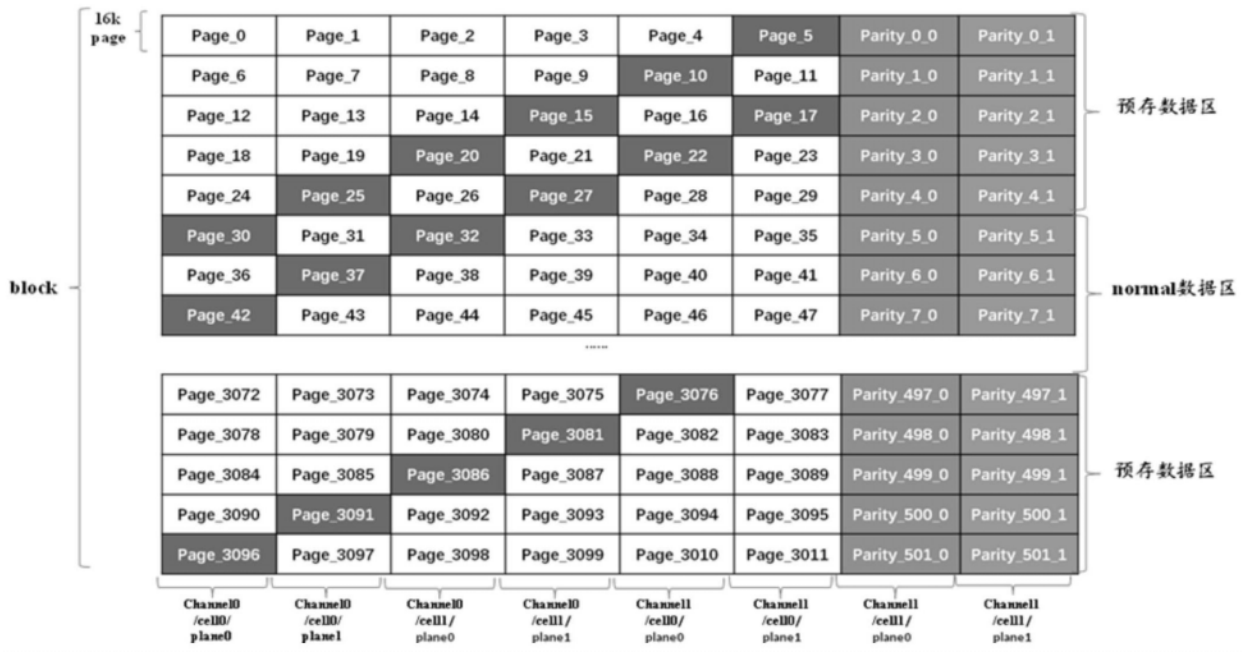 16k
page
Page_0 Page_1 Page_2 Page_3 Page_4 Page_5 Parity_0_0 Parity_0_1
Page_6 Page_7 Page_8 Page_9 Page_10 Page_11 Parity_1_0 Parity_1_1
Page_12 Page_13 Page_14 Page_15 Page_16 Page_17 Parity_2_0 Parity_2_1
预存数据区
Page_18 Page_19 Page_20 Page_21 Page_22 Page_23 Parity_3_0 Parity_3_1
Page_24 Page_25 Page_26 Page_27 Page_28 Page_29 Parity_4_0 Parity_4_1
Page_30 Page_31 Page_32 Page_33 Page_34 Page_35 Parity_5_0 Parity_5_1
block
Page_36 Page_37 Page_38 Page_39 Page_40 Page_41 Parity_6_0 Parity_6_1
normal数据区
Page_42 Page_43 Page_44 Page_45 Page_46 Page_47 Parity_7_0 Parity_7_1
......
Page_3072 Page_3073 Page_3074 Page_3075 Page_3076 Page_3077 Parity_497_0 Parity_497_1
Page_3078 Page_3079 Page_3080 Page_3081 Page_3082 Page_3083 Parity_498_0 Parity_498_1
Page_3084 Page_3085 Page_3086 Page_3087 Page_3088 Page_3089 Parity_499_0 Parity_499_1
预存数据区
Page_3090 Page_3091 Page_3092 Page_3093 Page_3094 Page_3095 Parity_500_0 Parity_500_1
Page_3096 Page_3097 Page_3098 Page_3099 Page_3010 Page_3011 Parity_501_0 Parity_501_1
Channel0 Channel0 Channel0 Channel0 Channel1 Channel1 Channel1 Channel1
/cell0/ /cell0/ /cell1/ /cell1/ /cell0/ /cell0/ /cell1/ /cell1/
plane0 plane1 plane0 plane1 plane0 plane1 plane0 plane1